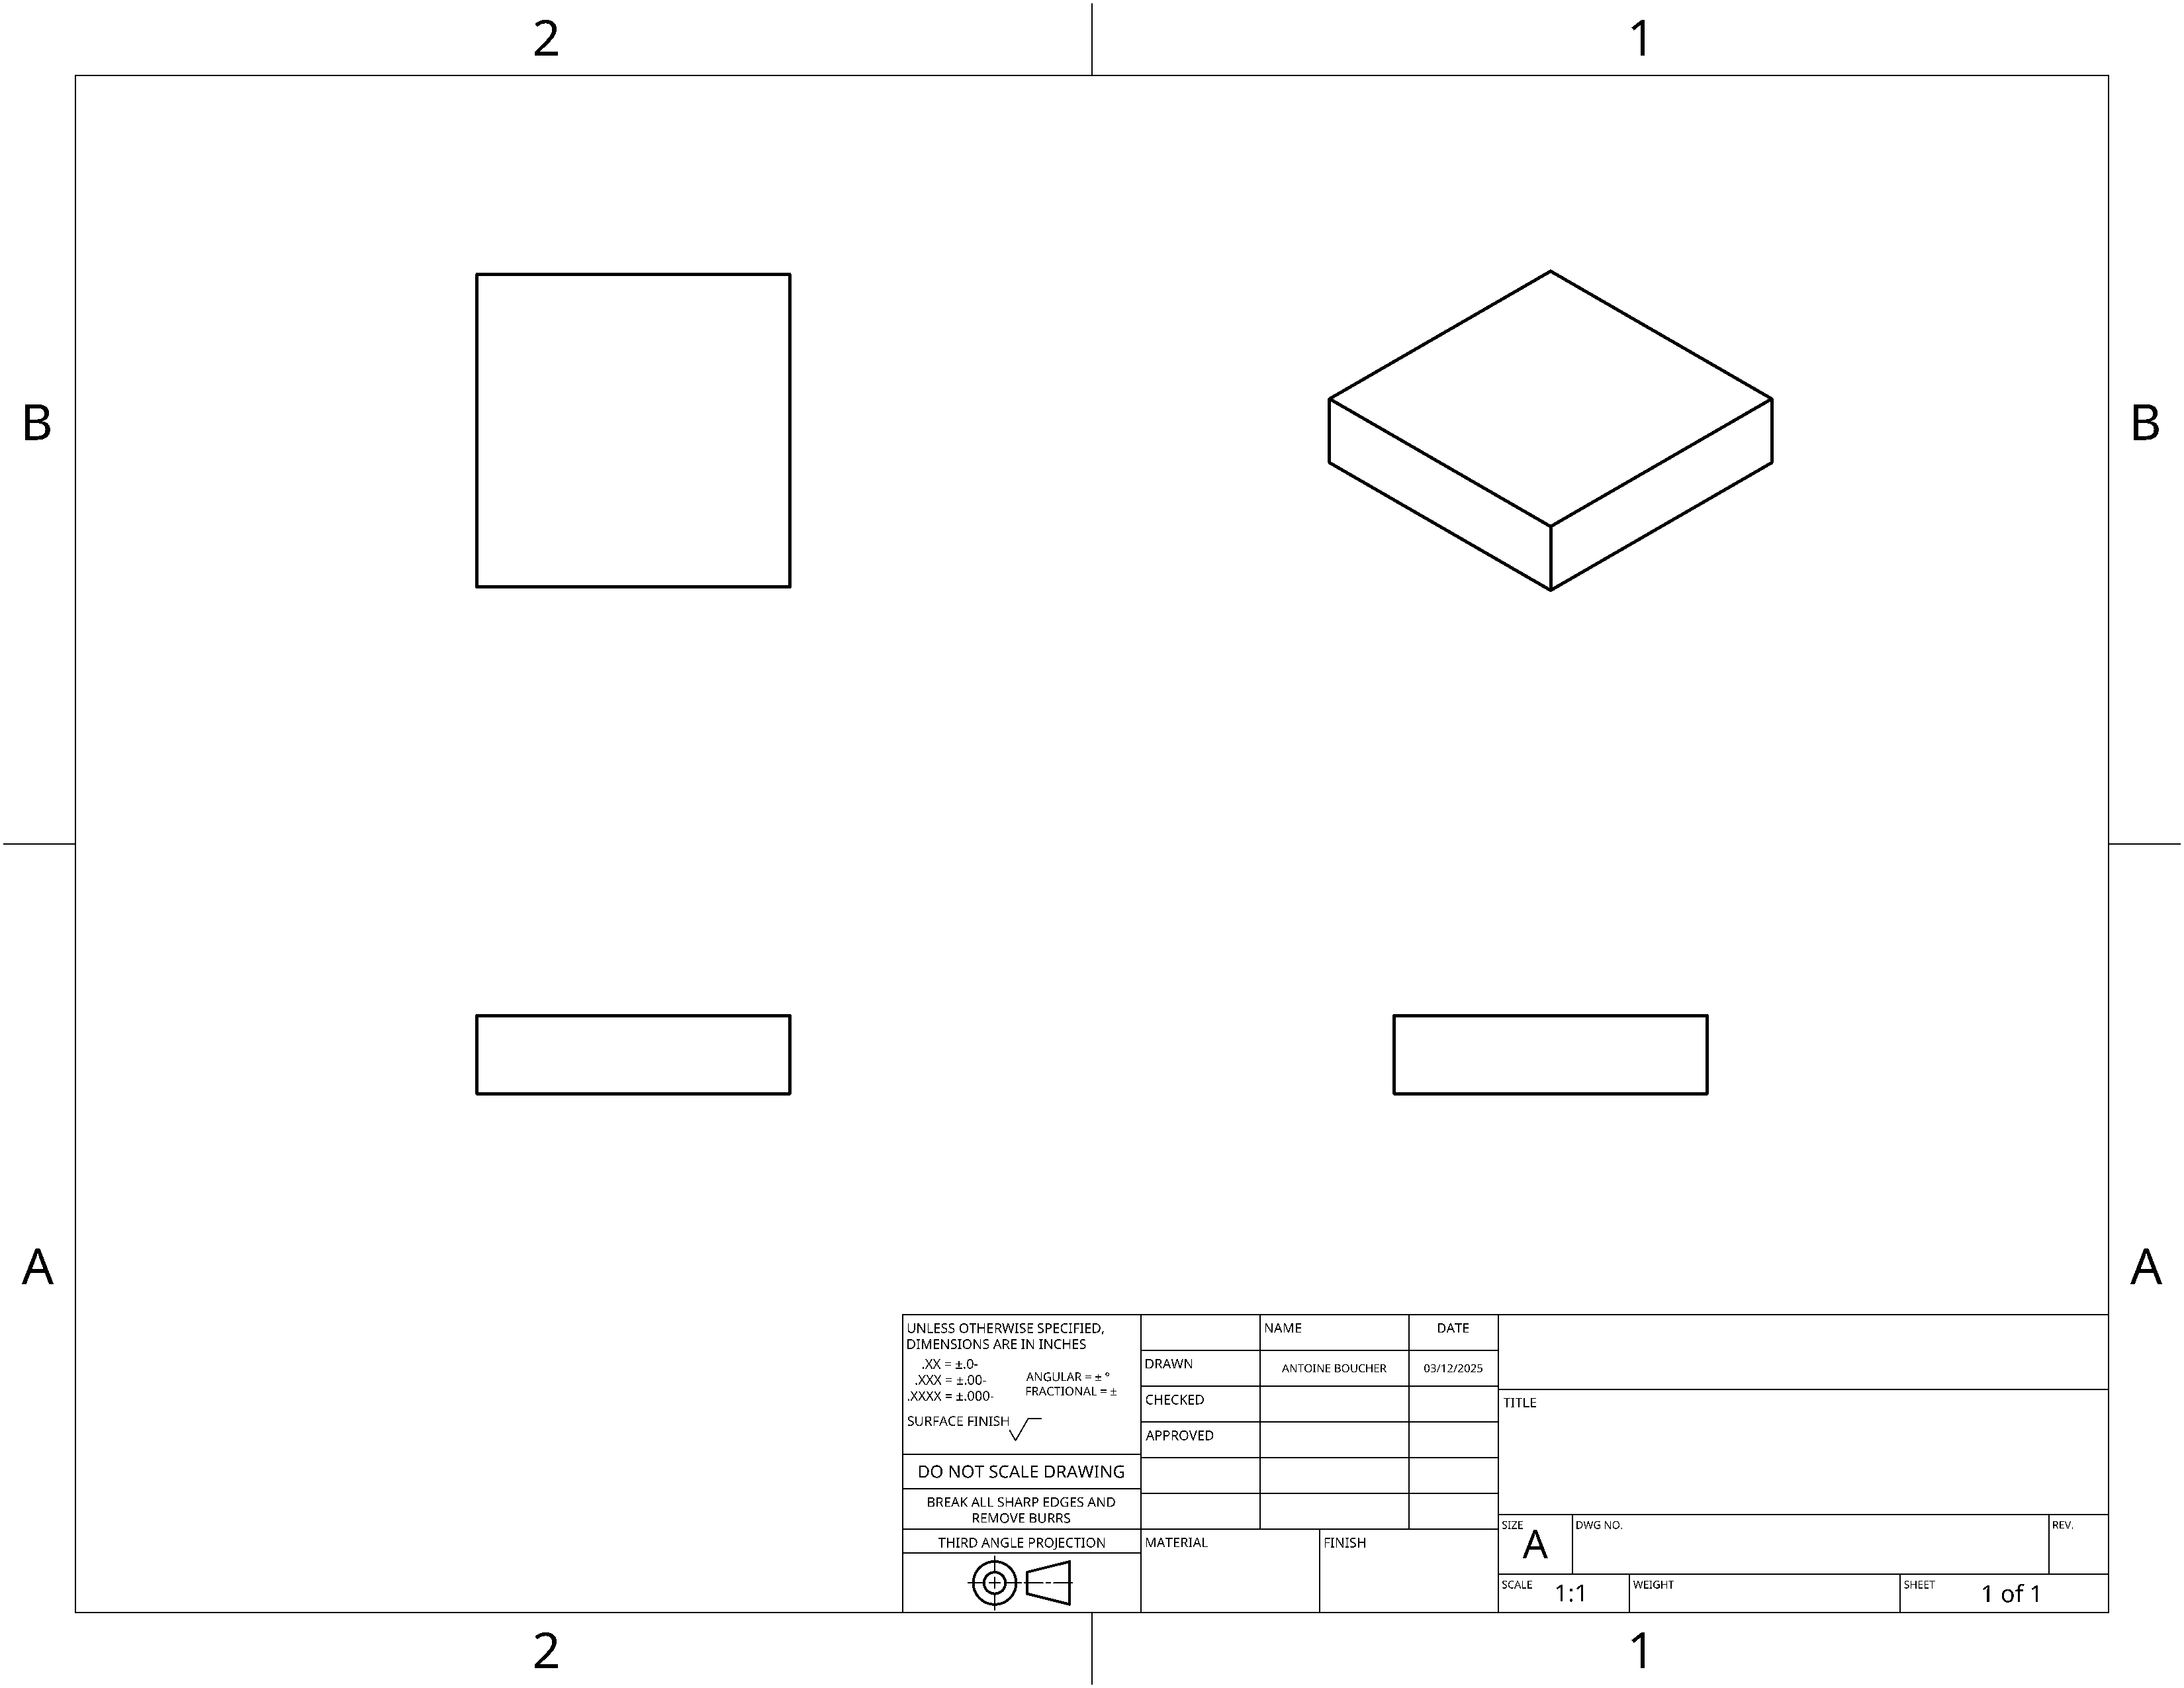 2
1
B
B
A
A
UNLESS OTHERWISE SPECIFIED,
DIMENSIONS ARE IN INCHES
.XX = ±.0-
.XXX = ±.00-
.XXXX = ±.000-
ANGULAR = ± °
FRACTIONAL = ±
SURFACE FINISH
DO NOT SCALE DRAWING
BREAK ALL SHARP EDGES AND
REMOVE BURRS
THIRD ANGLE PROJECTION
NAME
DATE
DRAWN
ANTOINE BOUCHER
03/12/2025
CHECKED
APPROVED
MATERIAL
FINISH
TITLE
SIZE
A
DWG NO.
REV.
SCALE
1:1
WEIGHT
SHEET
1 of 1
2
1